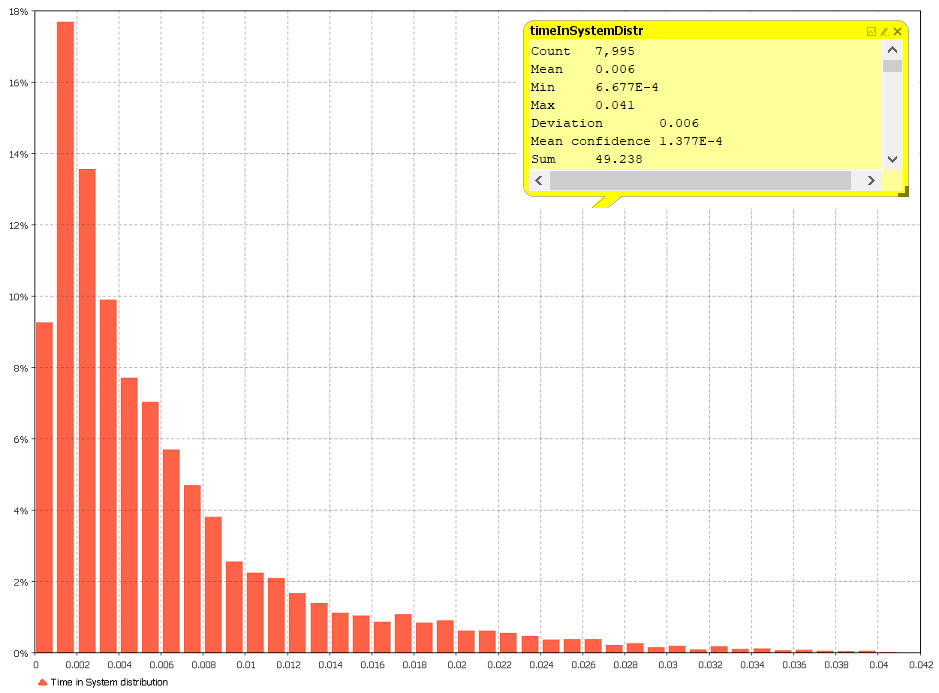 18%
16%
14%
12%
10%
8%
6%
4%
2%
0%
timeInSystemDistr
Count 7,995
Mean 0.006
Min 6.677E-4
Max 0.041
Deviation 0.006
Mean confidence 1.377E-4
Sum 49.238
0 0.002 0.004 0.006 0.008 0.01 0.012 0.014 0.016 0.018 0.02 0.022 0.024 0.026 0.028 0.03 0.032 0.034 0.036 0.038 0.04 0.042
Time in System distribution